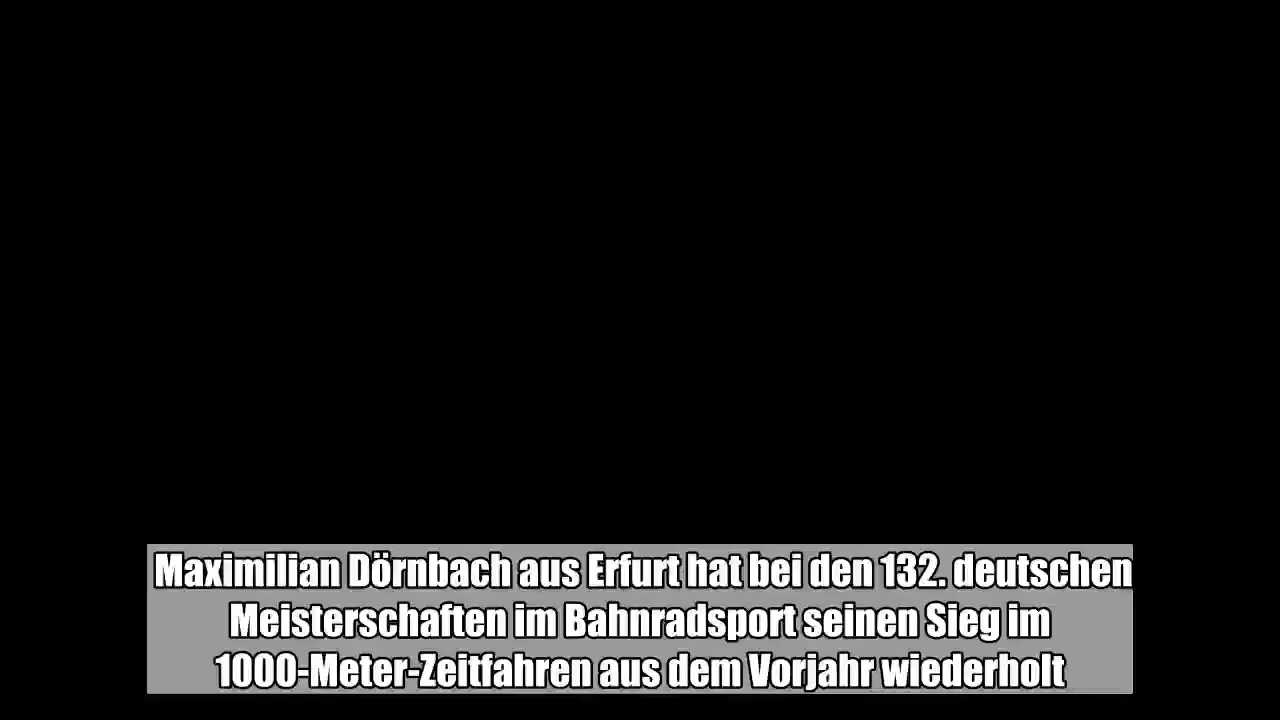 Maximilian Dörnbach aus Erfurt hat bei den 132. deutschen
Meisterschaften im Bahnradsport seinen Sieg im
1000-Meter-Zeitfahren aus dem Vorjahr wiederholt